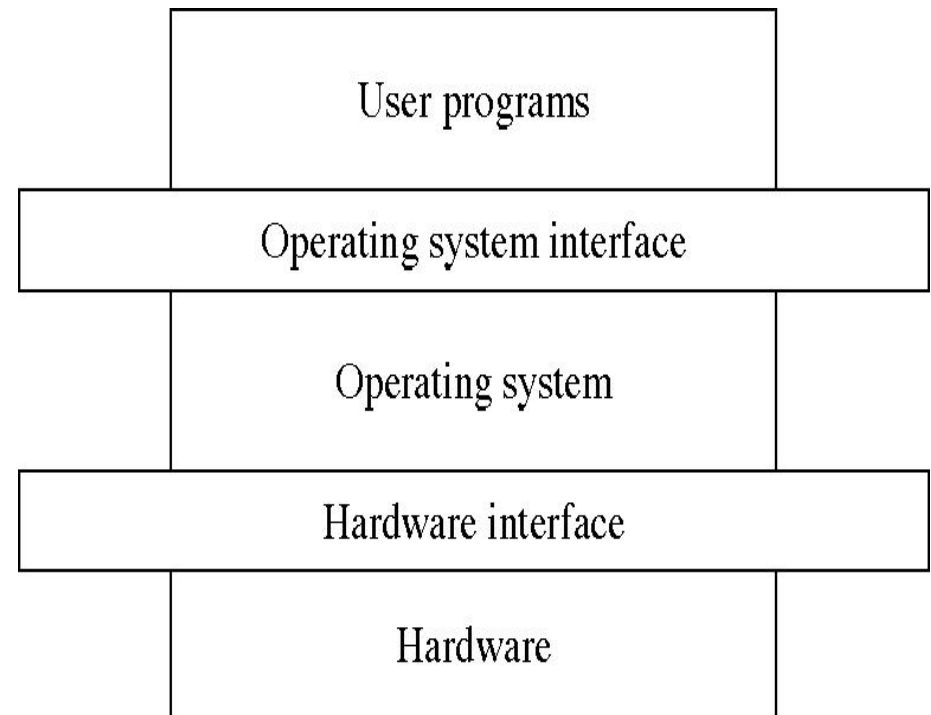 User programs
Operating system interface
Operating system
Hardware interface
Hardware